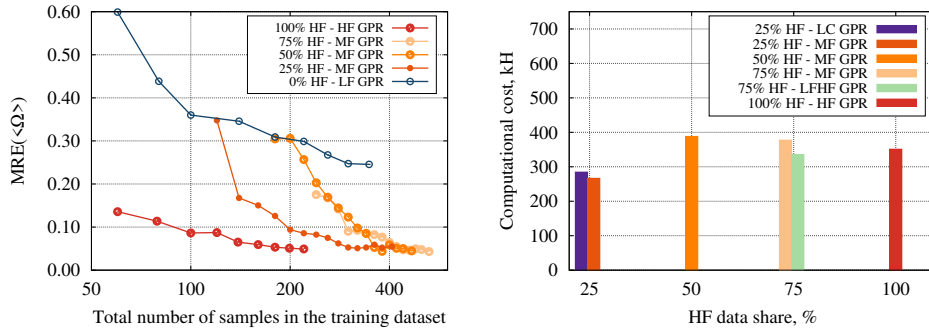 0.60
0.50
0.40
0.30
0.20
0.10
0.00
MRE(<Ω>)
50
100
200
400
Total number of samples in the training dataset
100% HF - HF GPR
75% HF - MF GPR
50% HF - MF GPR
25% HF - MF GPR
0% HF - LF GPR
700
600
500
400
300
200
100
0
Computational cost, kH
25
50
75
100
HF data share, %
25% HF - LC GPR
25% HF - MF GPR
50% HF - MF GPR
75% HF - MF GPR
75% HF - LFHF GPR
100% HF - HF GPR